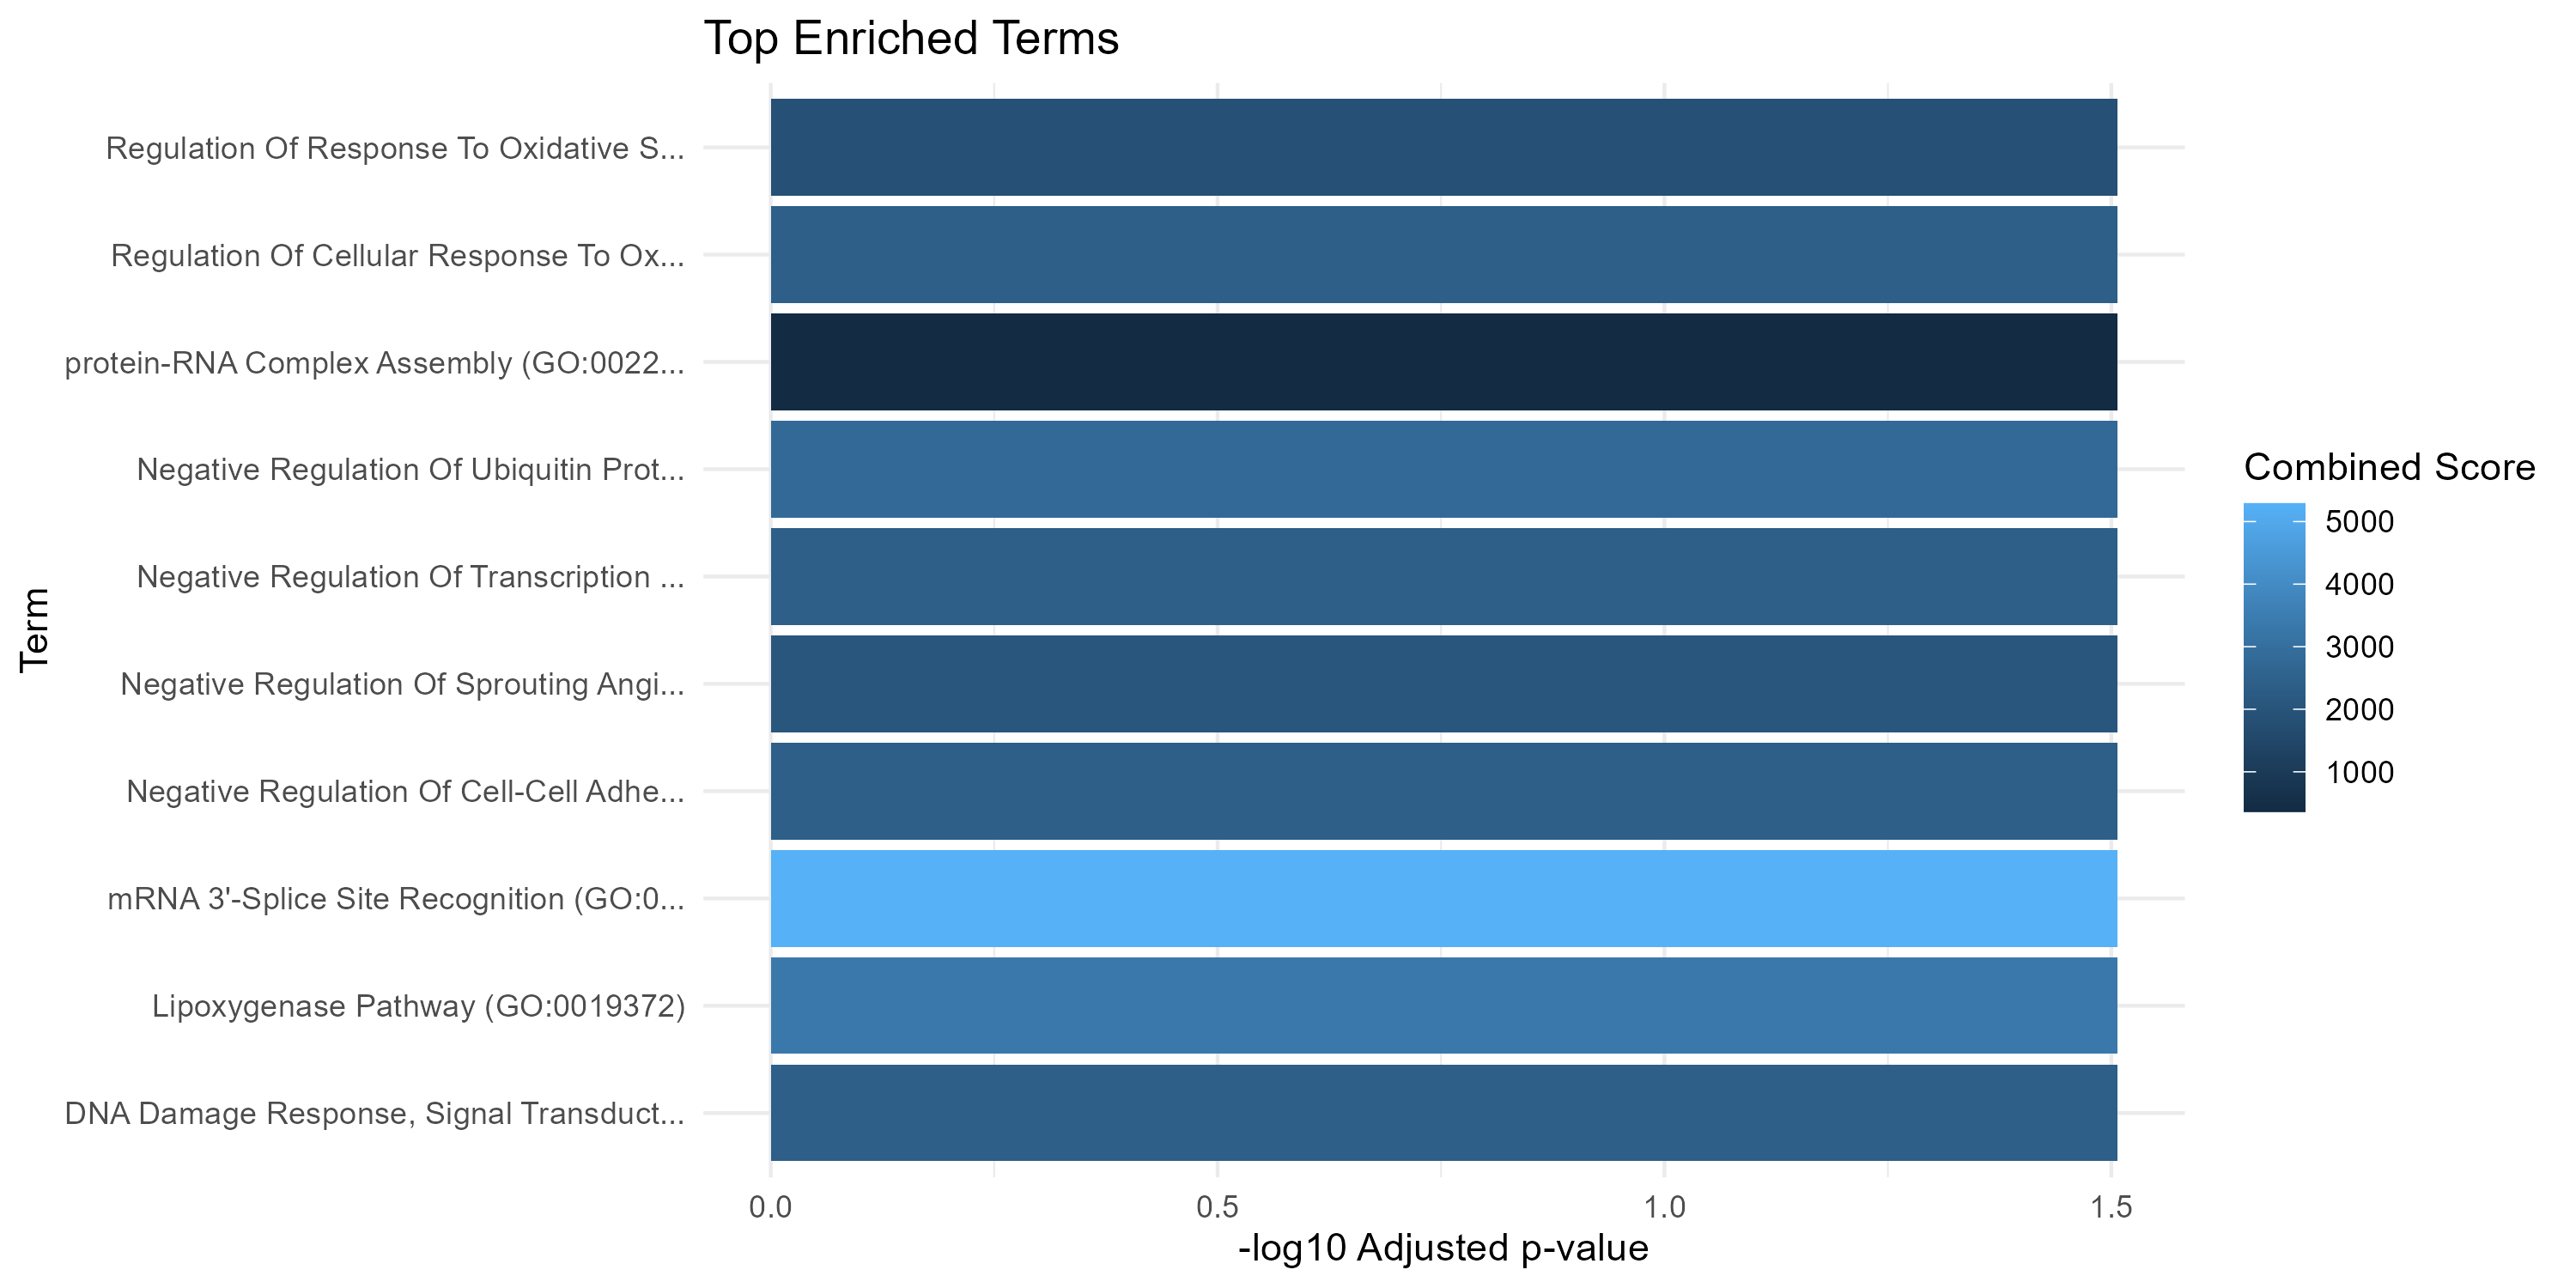 Top Enriched Terms
Regulation Of Response To Oxidative S...
Regulation Of Cellular Response To Ox...
protein-RNA Complex Assembly (GO:0022...
Negative Regulation Of Ubiquitin Prot...
Negative Regulation Of Transcription ...
Negative Regulation Of Sprouting Angi...
Negative Regulation Of Cell-Cell Adhe...
mRNA 3'-Splice Site Recognition (GO:0...
Lipoxygenase Pathway (GO:0019372)
DNA Damage Response, Signal Transduct...
Term
0.0 0.5 1.0 1.5
-log10 Adjusted p-value
Combined Score
5000
4000
3000
2000
1000